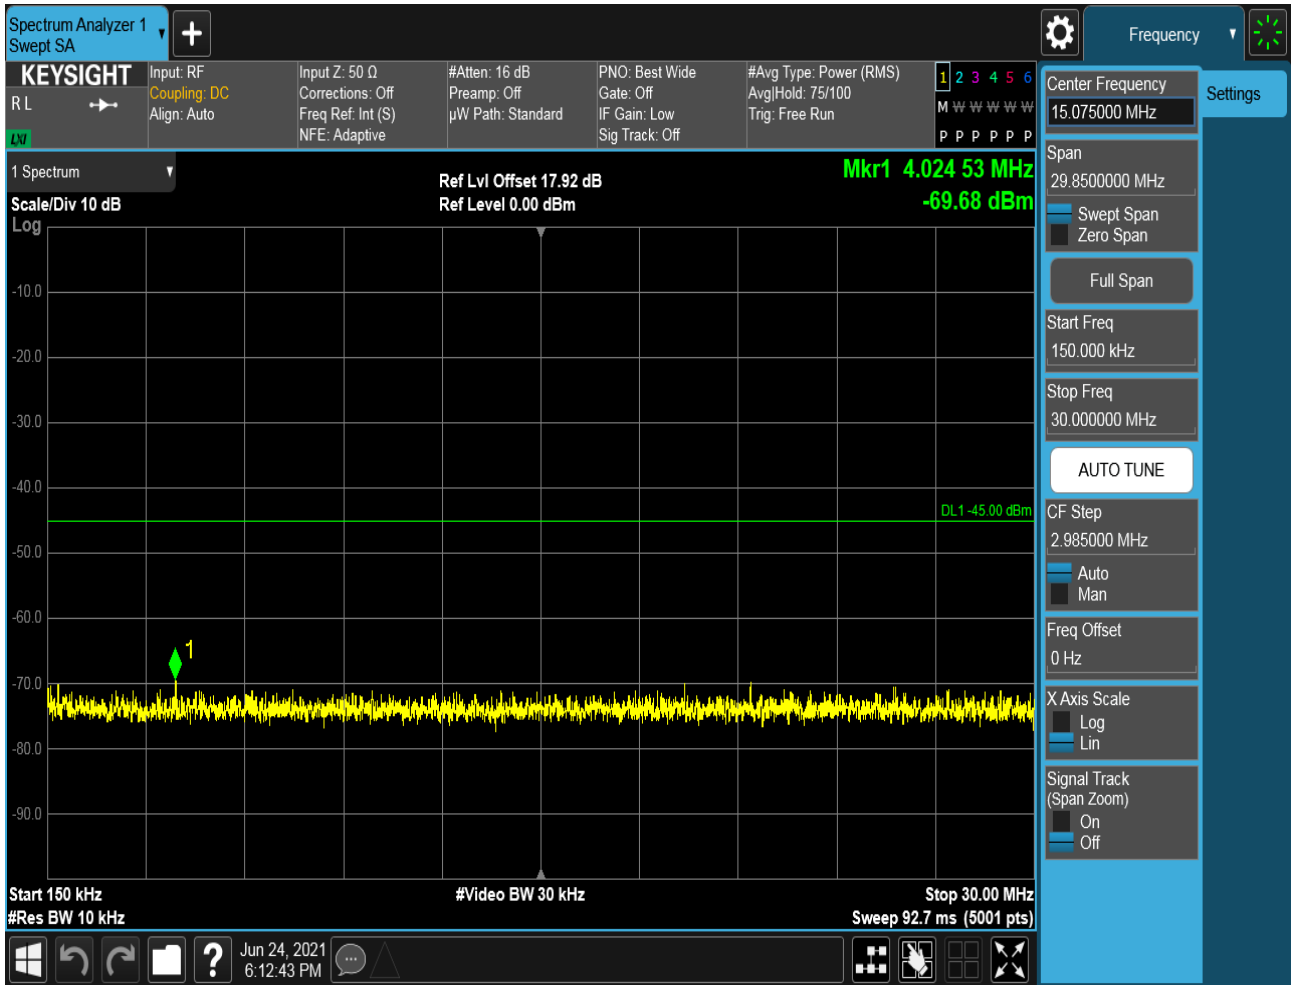 Spectrum Analyzer 1
Swept SA
Frequency
KEYSIGHT
R L
LXI
Input: RF
Coupling: DC
Align: Auto
Input Z: 50 Ω
Corrections: Off
Freq Ref: Int (S)
NFE: Adaptive
#Atten: 16 dB
Preamp: Off
µW Path: Standard
PNO: Best Wide
Gate: Off
IF Gain: Low
Sig Track: Off
#Avg Type: Power (RMS)
Avg|Hold: 75/100
Trig: Free Run
1 2 3 4 5 6
M W W W W W
P P P P P P
1 Spectrum
Scale/Div 10 dB
Log
Ref Lvl Offset 17.92 dB
Ref Level 0.00 dBm
Mkr1 4.024 53 MHz
-69.68 dBm
-10.0
-20.0
-30.0
-40.0
DL1 -45.00 dBm
-50.0
-60.0
1
-70.0
-80.0
-90.0
Start 150 kHz
#Video BW 30 kHz
Stop 30.00 MHz
#Res BW 10 kHz
Sweep 92.7 ms (5001 pts)
Center Frequency
15.075000 MHz
Settings
Span
29.8500000 MHz
Swept Span
Zero Span
Full Span
Start Freq
150.000 kHz
Stop Freq
30.000000 MHz
AUTO TUNE
CF Step
2.985000 MHz
Auto
Man
Freq Offset
0 Hz
X Axis Scale
Log
Lin
Signal Track
(Span Zoom)
On
Off
?
Jun 24, 2021
6:12:43 PM